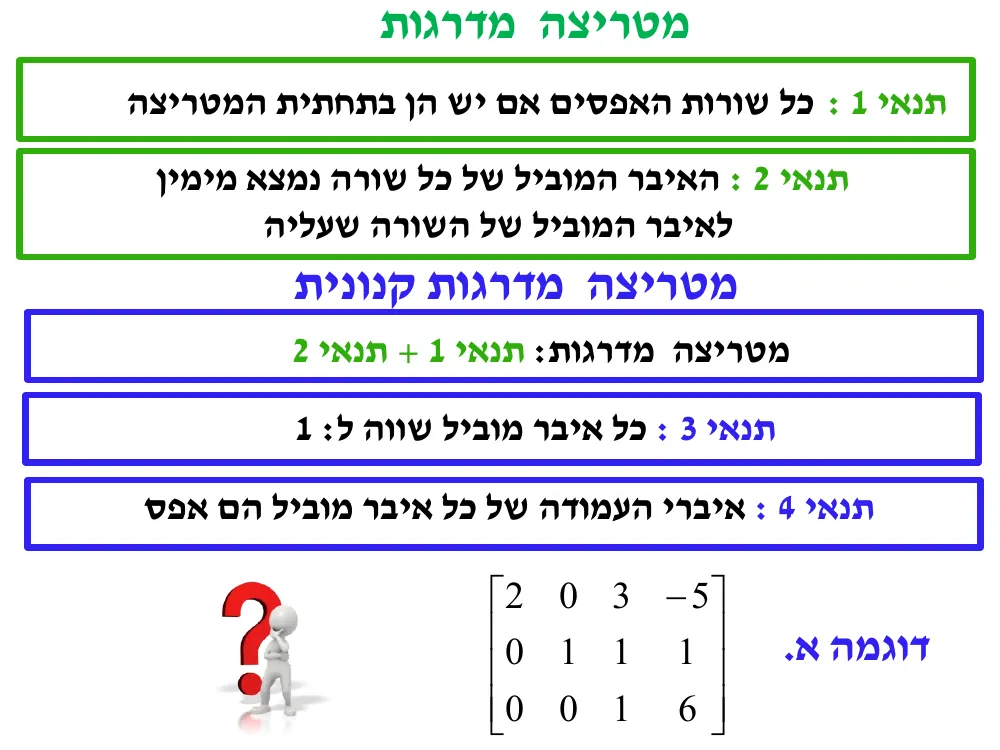 מטריצה מדרגות
תנאי 1 : כל שורות האפסים אם יש הן בתחתית המטריצה
תנאי 2 : האיבר המוביל של כל שורה נמצא מימין
לאיבר המוביל של השורה שעליה
מטריצה מדרגות קנונית
מטריצה מדרגות: תנאי 1 + תנאי 2
תנאי 3 : כל איבר מוביל שווה ל: 1
תנאי 4 : איברי העמודה של כל איבר מוביל הם אפס
דוגמה א.
2 0 3 −5
0 1 1 1
0 0 1 6
?